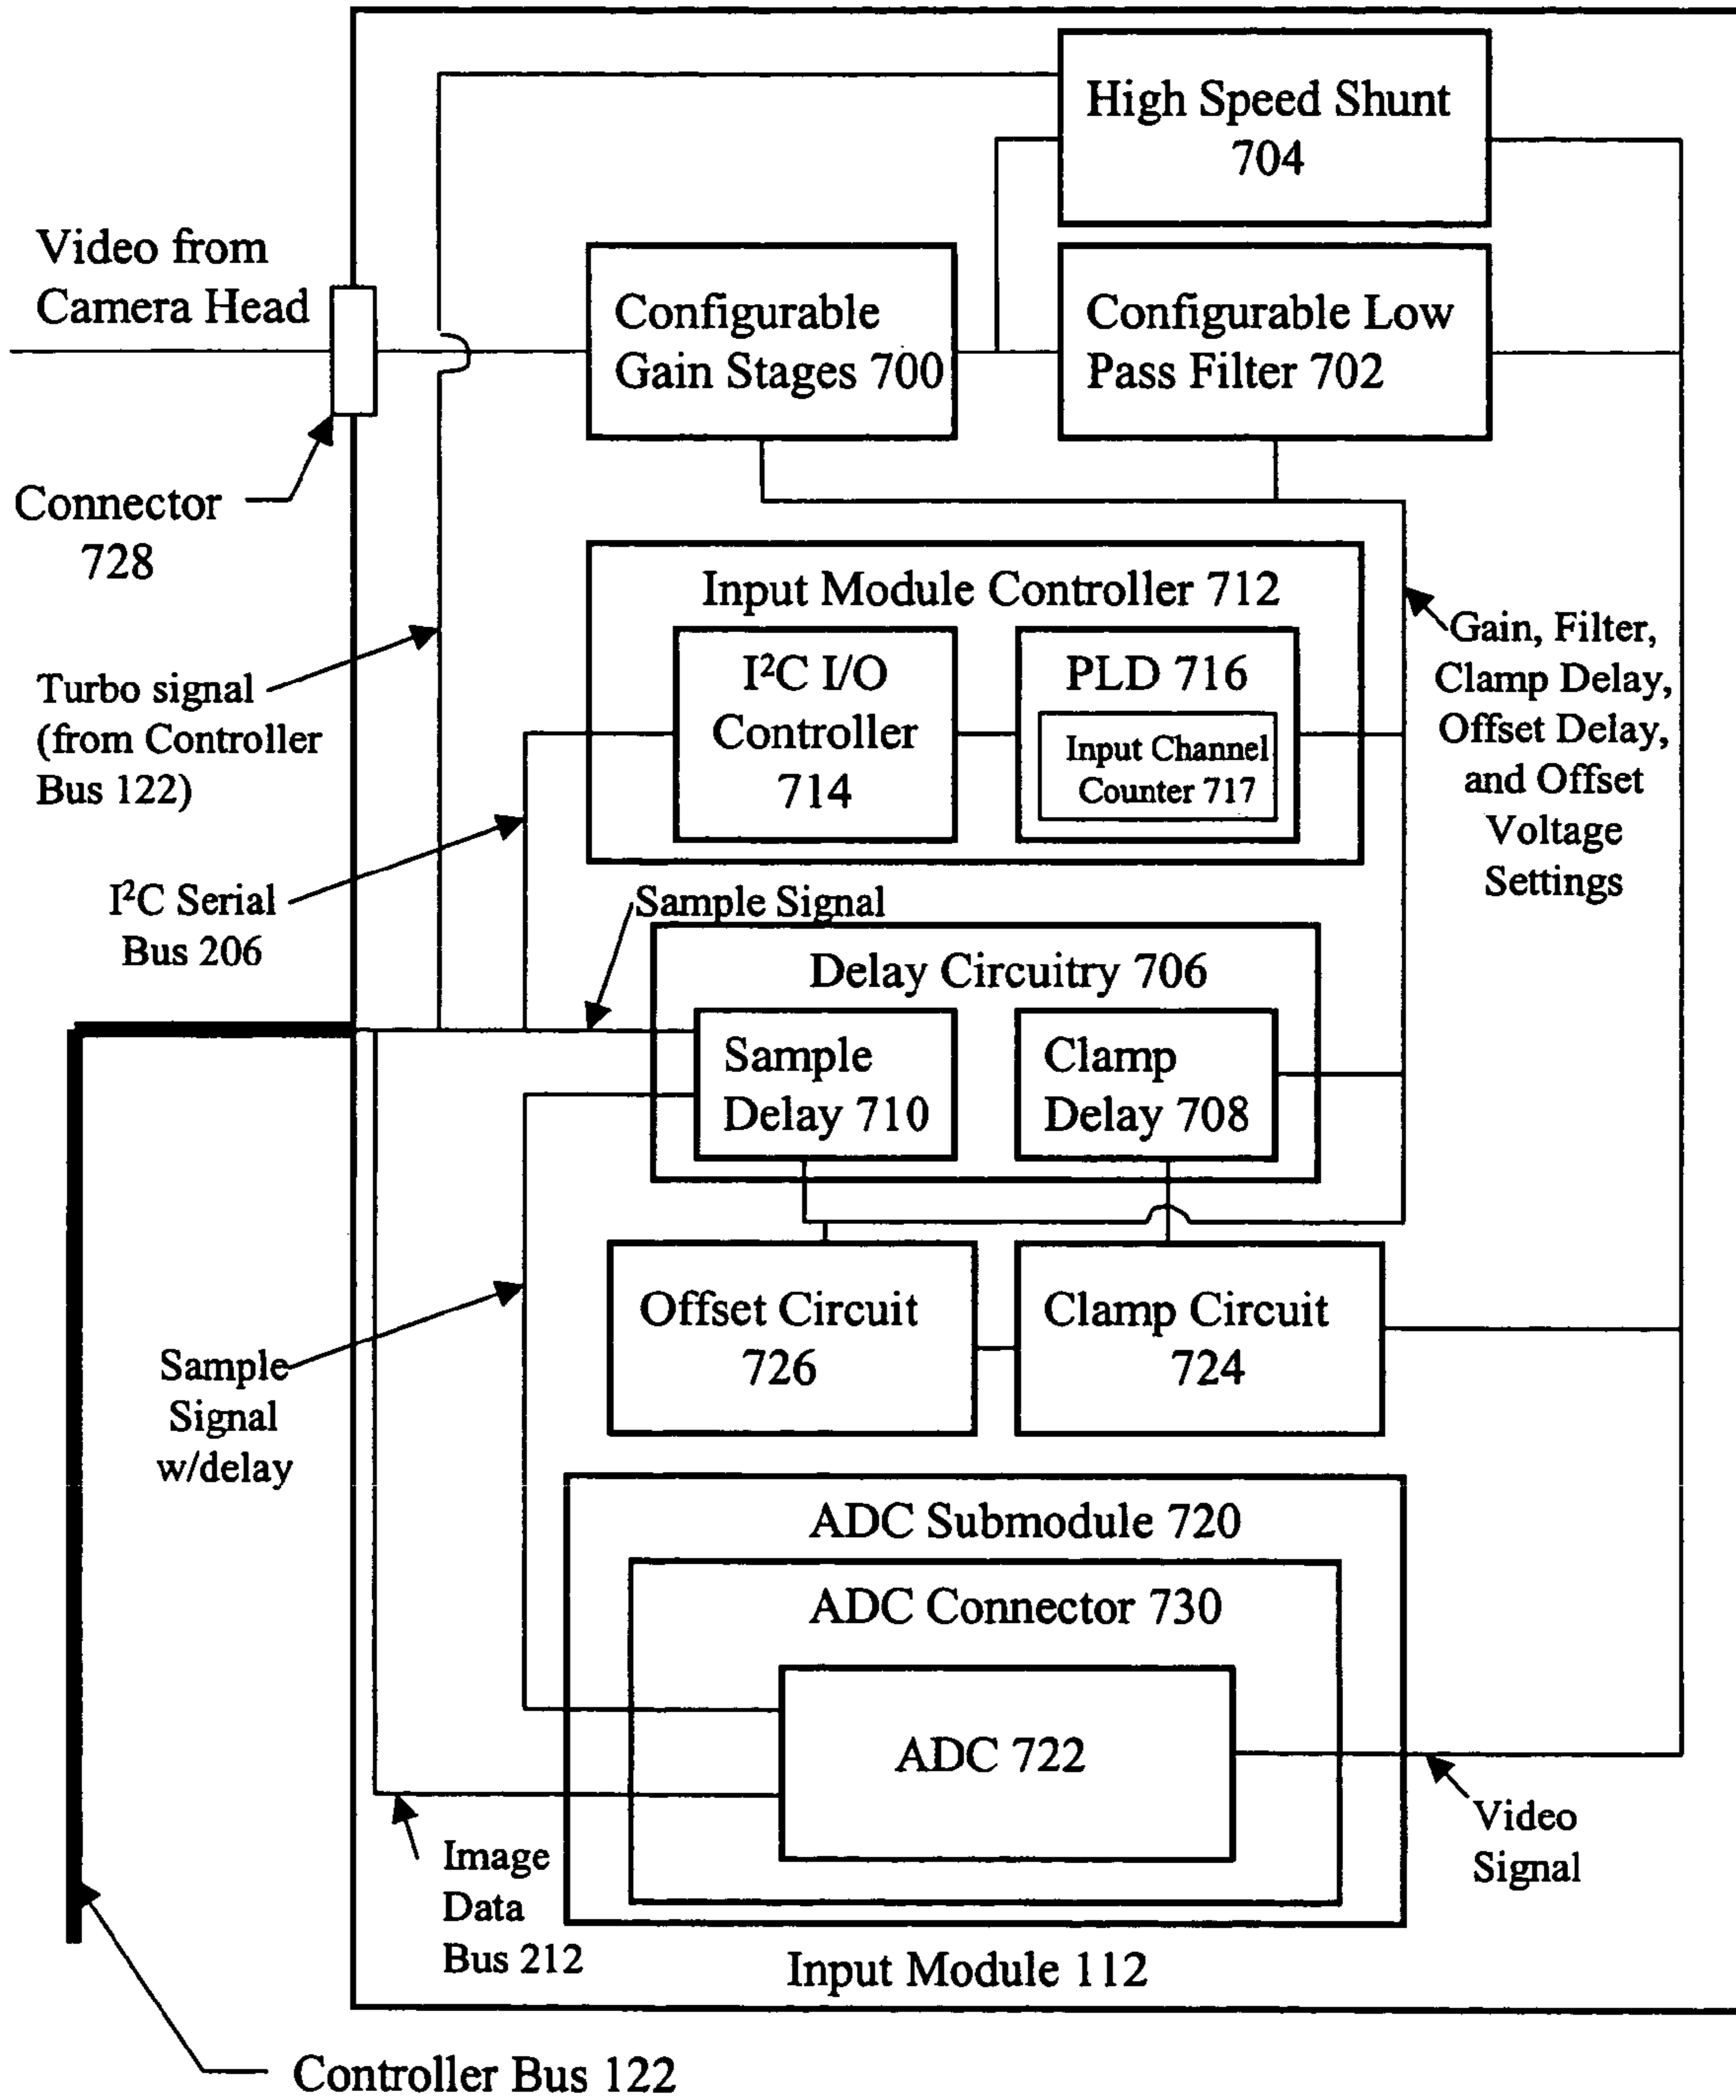 High Speed Shunt
704
Video from
Camera Head
Configurable
Gain Stages 700
Configurable Low
Pass Filter 702
Connector
728
Input Module Controller 712
I²C I/O
Controller
714
PLD 716
Input Channel
Counter 717
Gain, Filter,
Clamp Delay,
Offset Delay,
and Offset
Voltage
Settings
Turbo signal
(from Controller
Bus 122)
I²C Serial
Bus 206
Sample Signal
Delay Circuitry 706
Sample
Delay 710
Clamp
Delay 708
Offset Circuit
726
Clamp Circuit
724
Sample
Signal
w/delay
ADC Submodule 720
ADC Connector 730
ADC 722
Video
Signal
Image
Data
Bus 212
Input Module 112
Controller Bus 122